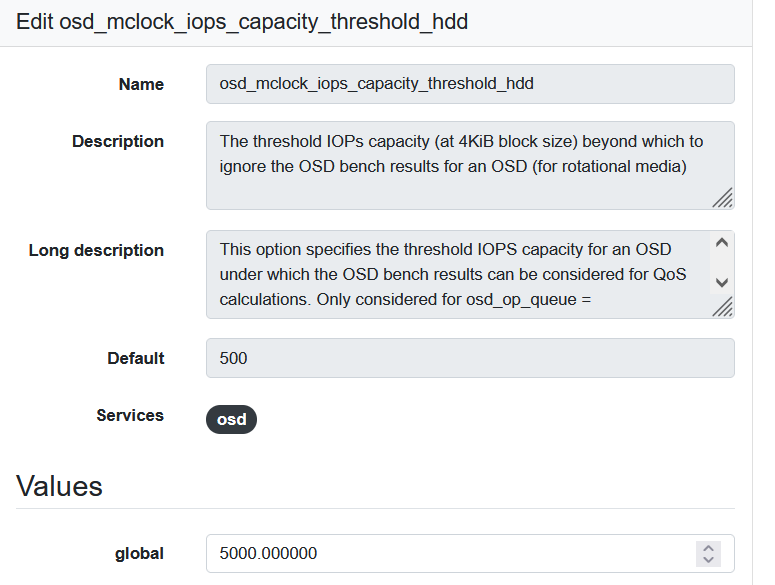 Edit osd_mclock_iops_capacity_threshold_hdd
Name
osd_mclock_iops_capacity_threshold_hdd
Description
The threshold IOPs capacity (at 4KiB block size) beyond which to
ignore the OSD bench results for an OSD (for rotational media)
Long description
This option specifies the threshold IOPS capacity for an OSD
under which the OSD bench results can be considered for QoS
calculations. Only considered for osd_op_queue =
Default
500
Services
osd
Values
global
5000.000000